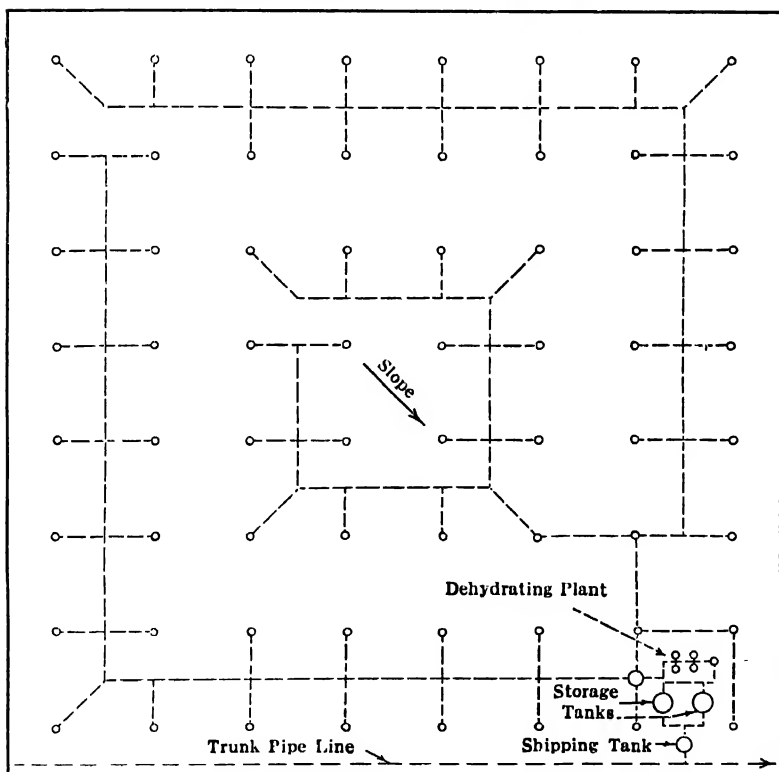 Slope
Dehydrating Plant
Storage
Tanks
Shipping Tank
Trunk Pipe Line